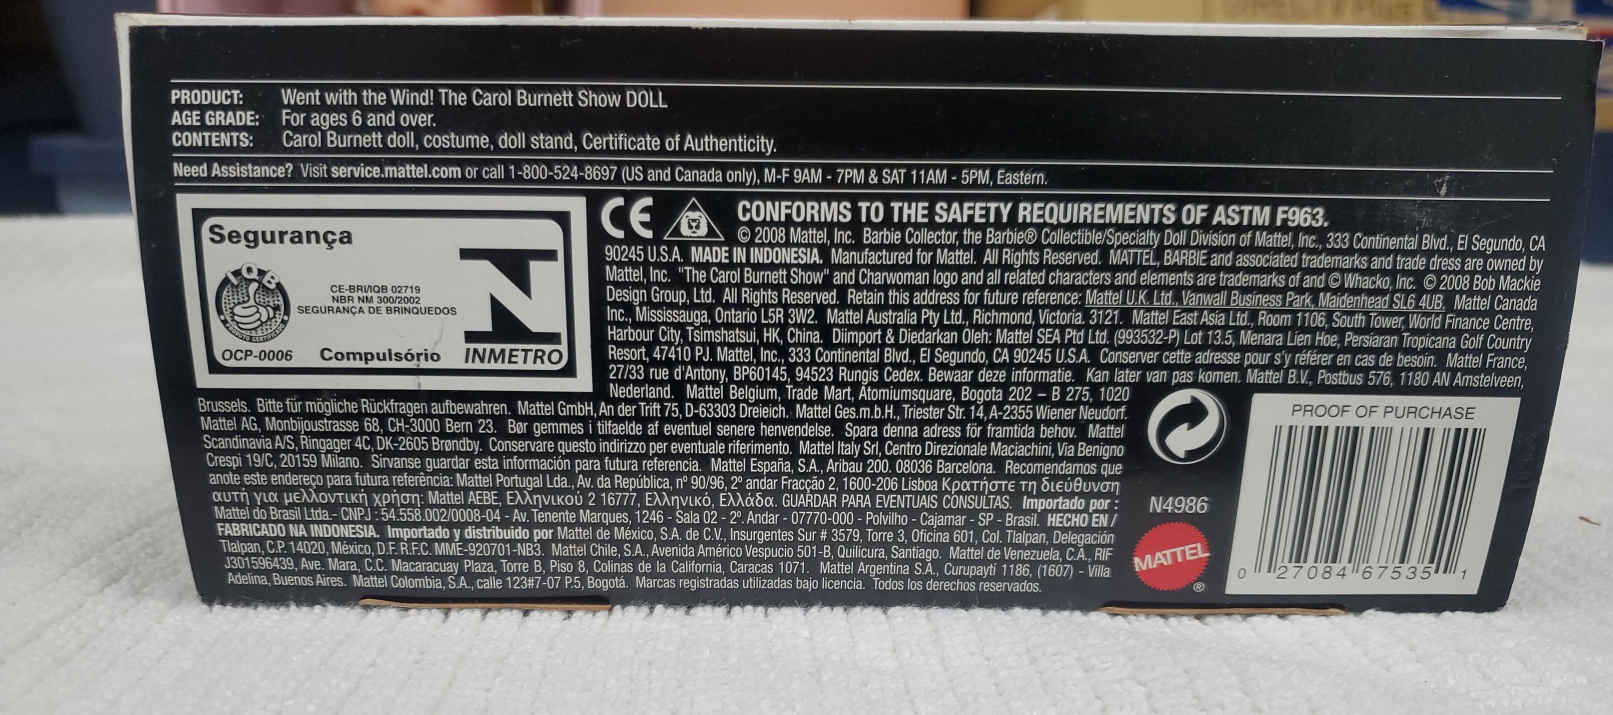 PRODUCT: Went with the Wind! The Carol Burnett Show DOLL
AGE GRADE: For ages 6 and over.
CONTENTS: Carol Burnett doll, costume, doll stand, Certificate of Authenticity.
Need Assistance? Visit service.mattel.com or call 1-800-524-8697 (US and Canada only), M-F 9AM - 7PM & SAT 11AM - 5PM, Eastern.
Segurança
IQB
CE-BRI/IQB 02719
NBR NM 300/2002
SEGURANÇA DE BRINQUEDOS
OCP-0006 Compulsório INMETRO
CE CONFORMS TO THE SAFETY REQUIREMENTS OF ASTM F963.
© 2008 Mattel, Inc. Barbie Collector, the Barbie® Collectible/Specialty Doll Division of Mattel, Inc., 333 Continental Blvd., El Segundo, CA
90245 U.S.A. MADE IN INDONESIA. Manufactured for Mattel. All Rights Reserved. MATTEL, BARBIE and associated trademarks and trade dress are owned by
Mattel, Inc. "The Carol Burnett Show" and Charwoman logo and all related characters and elements are trademarks of and © Whacko, Inc. © 2008 Bob Mackie
Design Group, Ltd. All Rights Reserved. Retain this address for future reference: Mattel U.K. Ltd., Vanwall Business Park, Maidenhead SL6 4UB. Mattel Canada
Inc., Mississauga, Ontario L5R 3W2. Mattel Australia Pty Ltd., Richmond, Victoria. 3121. Mattel East Asia Ltd., Room 1106, South Tower, World Finance Centre,
Harbour City, Tsimshatsui, HK, China. Diimport & Diedarkan Oleh: Mattel SEA Ptd Ltd. (993532-P) Lot 13.5, Menara Lien Hoe, Persiaran Tropicana Golf Country
Resort, 47410 PJ. Mattel, Inc., 333 Continental Blvd., El Segundo, CA 90245 U.S.A. Conserver cette adresse pour s'y référer en cas de besoin. Mattel France,
27/33 rue d'Antony, BP60145, 94523 Rungis Cedex. Bewaar deze informatie. Kan later van pas komen. Mattel B.V., Postbus 576, 1180 AN Amstelveen,
Nederland. Mattel Belgium, Trade Mart, Atomiumsquare, Bogota 202 – B 275, 1020
Brussels. Bitte für mögliche Rückfragen aufbewahren. Mattel GmbH, An der Trift 75, D-63303 Dreieich. Mattel Ges.m.b.H., Triester Str. 14, A-2355 Wiener Neudorf.
Mattel AG, Monbijoustrasse 68, CH-3000 Bern 23. Bør gemmes i tilfaelde af eventuel senere henvendelse. Spara denna adress för framtida behov. Mattel
Scandinavia A/S, Ringager 4C, DK-2605 Brøndby. Conservare questo indirizzo per eventuale riferimento. Mattel Italy Srl, Centro Direzionale Maciachini, Via Benigno
Crespi 19/C, 20159 Milano. Sirvanse guardar esta información para futura referencia. Mattel España, S.A., Aribau 200. 08036 Barcelona. Recomendamos que
anote este endereço para futura referência: Mattel Portugal Lda., Av. da República, nº 90/96, 2º andar Fracção 2, 1600-206 Lisboa Κρατήστε τη διεύθυνση
αυτή για μελλοντική χρήση: Mattel AEBE, Ελληνικού 2 16777, Ελληνικό, Ελλάδα. GUARDAR PARA EVENTUAIS CONSULTAS. Importado por :
Mattel do Brasil Ltda.- CNPJ : 54.558.002/0008-04 - Av. Tenente Marques, 1246 - Sala 02 - 2º. Andar - 07770-000 - Polvilho - Cajamar - SP - Brasil. HECHO EN /
FABRICADO NA INDONESIA. Importado y distribuido por Mattel de México, S.A. de C.V., Insurgentes Sur # 3579, Torre 3, Oficina 601, Col. Tlalpan, Delegación
Tlalpan, C.P. 14020, México, D.F. R.F.C. MME-920701-NB3. Mattel Chile, S.A., Avenida Américo Vespucio 501-B, Quilicura, Santiago. Mattel de Venezuela, C.A., RIF
J301596439, Ave. Mara, C.C. Macaracuay Plaza, Torre B, Piso 8, Colinas de la California, Caracas 1071. Mattel Argentina S.A., Curupaytí 1186, (1607) - Villa
Adelina, Buenos Aires. Mattel Colombia, S.A., calle 123#7-07 P.5, Bogotá. Marcas registradas utilizadas bajo licencia. Todos los derechos reservados.
N4986
MATTEL
®
PROOF OF PURCHASE
0 27084 67535 1